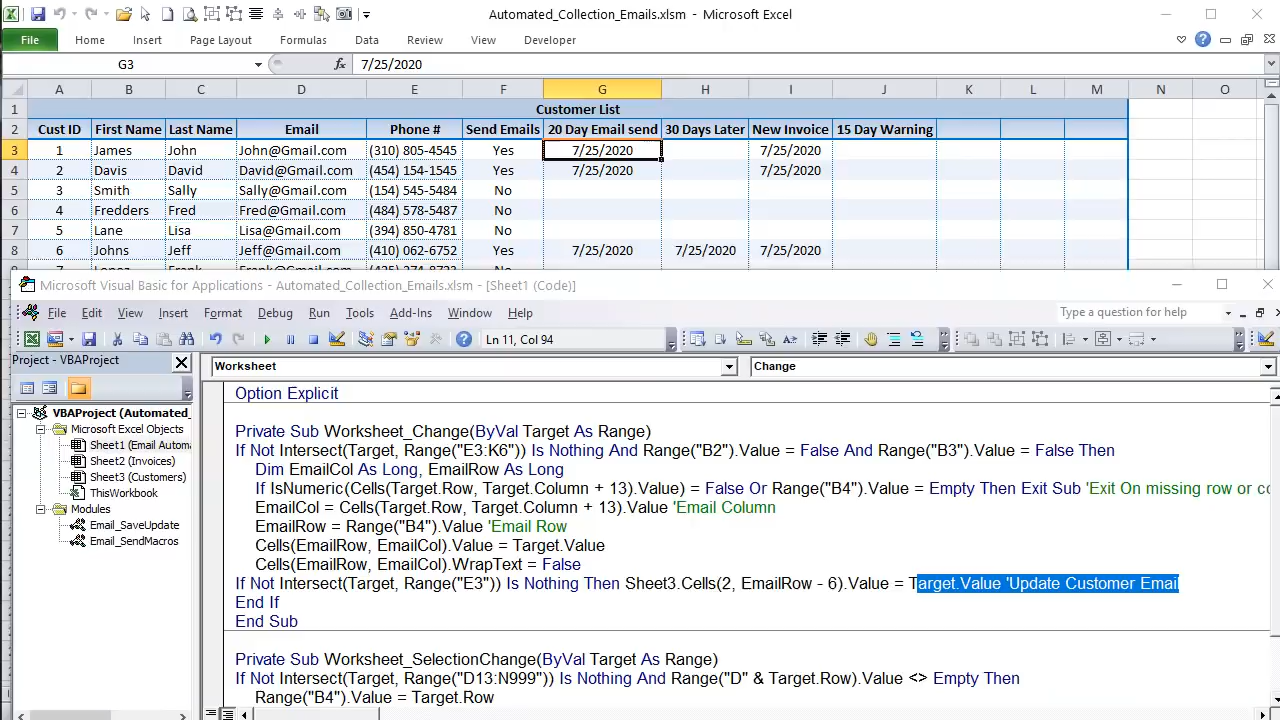 Automated_Collection_Emails.xlsm - Microsoft Excel
File Home Insert Page Layout Formulas Data Review View Developer
G3 fx 7/25/2020
A B C D E F G H I J K L M N O
1 Customer List
2 Cust ID First Name Last Name Email Phone # Send Emails 20 Day Email send 30 Days Later New Invoice 15 Day Warning
3 1 James John John@Gmail.com (310) 805-4545 Yes 7/25/2020 7/25/2020
4 2 Davis David David@Gmail.com (454) 154-1545 Yes 7/25/2020 7/25/2020
5 3 Smith Sally Sally@Gmail.com (154) 545-5484 No
6 4 Fredders Fred Fred@Gmail.com (484) 578-5487 No
7 5 Lane Lisa Lisa@Gmail.com (394) 850-4781 No
8 6 Johns Jeff Jeff@Gmail.com (410) 062-6752 Yes 7/25/2020 7/25/2020 7/25/2020
Microsoft Visual Basic for Applications - Automated_Collection_Emails.xlsm - [Sheet1 (Code)]
File Edit View Insert Format Debug Run Tools Add-Ins Window Help Type a question for help
Ln 11, Col 94
Project - VBAProject
Worksheet Change
VBAProject (Automated_
Microsoft Excel Objects
Sheet1 (Email Automa
Sheet2 (Invoices)
Sheet3 (Customers)
ThisWorkbook
Modules
Email_SaveUpdate
Email_SendMacros
Option Explicit
Private Sub Worksheet_Change(ByVal Target As Range)
If Not Intersect(Target, Range("E3:K6")) Is Nothing And Range("B2").Value = False And Range("B3").Value = False Then
Dim EmailCol As Long, EmailRow As Long
If IsNumeric(Cells(Target.Row, Target.Column + 13).Value) = False Or Range("B4").Value = Empty Then Exit Sub 'Exit On missing row or co
EmailCol = Cells(Target.Row, Target.Column + 13).Value 'Email Column
EmailRow = Range("B4").Value 'Email Row
Cells(EmailRow, EmailCol).Value = Target.Value
Cells(EmailRow, EmailCol).WrapText = False
If Not Intersect(Target, Range("E3")) Is Nothing Then Sheet3.Cells(2, EmailRow - 6).Value = Target.Value 'Update Customer Email
End If
End Sub
Private Sub Worksheet_SelectionChange(ByVal Target As Range)
If Not Intersect(Target, Range("D13:N999")) Is Nothing And Range("D" & Target.Row).Value <> Empty Then
Range("B4").Value = Target.Row